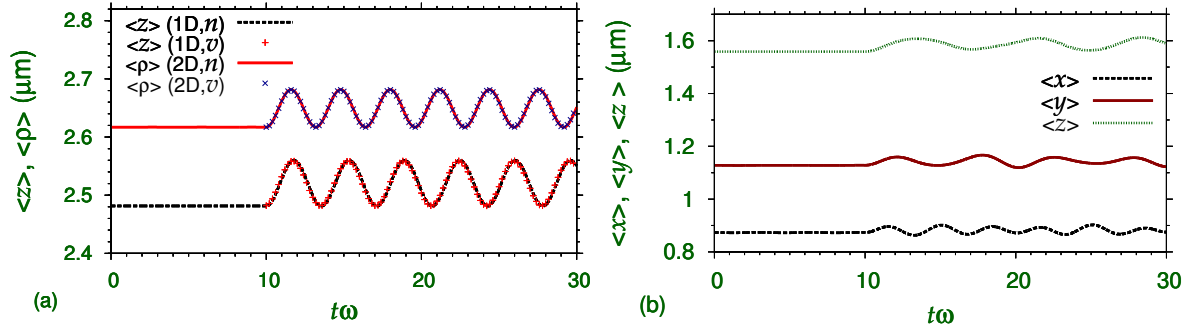 2.8
2.7
2.6
2.5
2.4
<z>, <ρ> (μm)
<z> (1D,n)
<z> (1D,v)
<ρ> (2D,n)
<ρ> (2D,v)
0 10 20 30
tω
(a)
1.6
1.4
1.2
1
0.8
<x>, <y>, <z> (μm)
<x>
<y>
<z>
0 10 20 30
tω
(b)